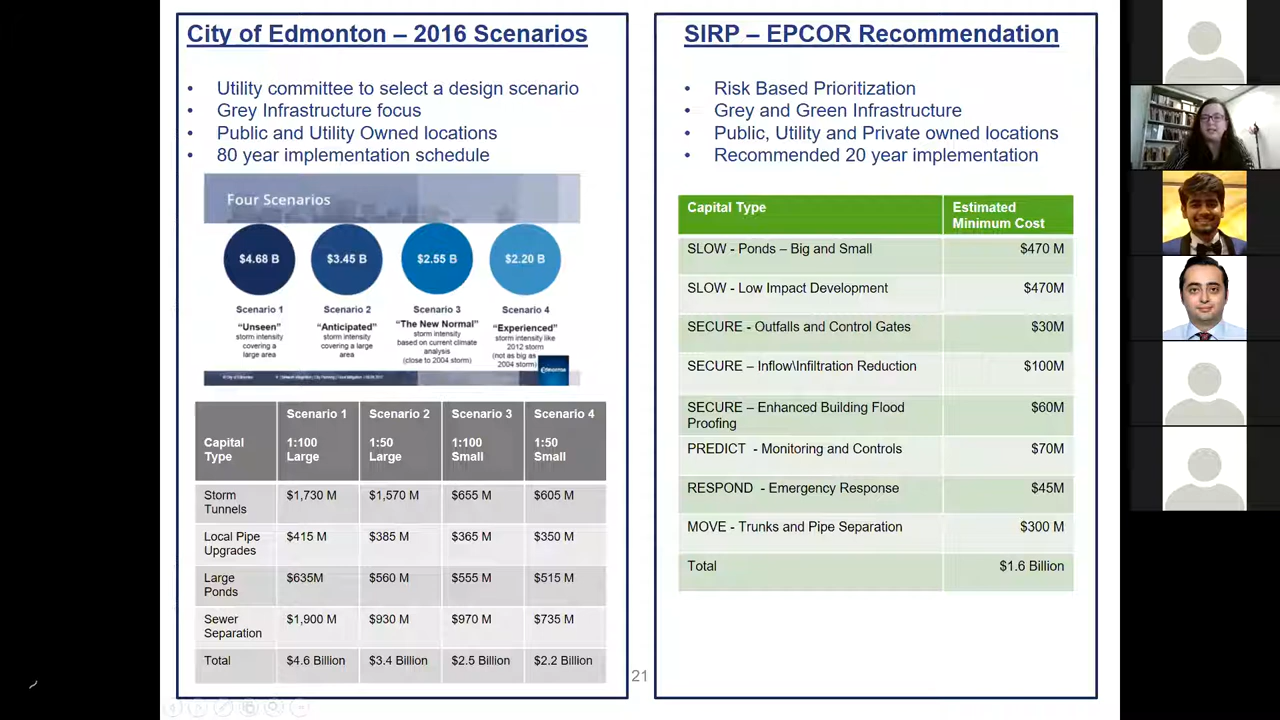 City of Edmonton – 2016 Scenarios
• Utility committee to select a design scenario
• Grey Infrastructure focus
• Public and Utility Owned locations
• 80 year implementation schedule
Four Scenarios
$4.68 B $3.45 B $2.55 B $2.20 B
Scenario 1 Scenario 2 Scenario 3 Scenario 4
"Unseen"
storm intensity
covering a
large area
"Anticipated"
storm intensity
covering a large
area
"The New Normal"
storm intensity
based on current climate
analysis
(close to 2004 storm)
"Experienced"
storm intensity like
2012 storm
(not as big as
2004 storm)
Edmonton
Capital Type Scenario 1 1:100 Large Scenario 2 1:50 Large Scenario 3 1:100 Small Scenario 4 1:50 Small
Storm Tunnels $1,730 M $1,570 M $655 M $605 M
Local Pipe Upgrades $415 M $385 M $365 M $350 M
Large Ponds $635M $560 M $555 M $515 M
Sewer Separation $1,900 M $930 M $970 M $735 M
Total $4.6 Billion $3.4 Billion $2.5 Billion $2.2 Billion
21
SIRP – EPCOR Recommendation
• Risk Based Prioritization
• Grey and Green Infrastructure
• Public, Utility and Private owned locations
• Recommended 20 year implementation
Capital Type Estimated Minimum Cost
SLOW - Ponds – Big and Small $470 M
SLOW - Low Impact Development $470M
SECURE - Outfalls and Control Gates $30M
SECURE – Inflow\Infiltration Reduction $100M
SECURE – Enhanced Building Flood Proofing $60M
PREDICT - Monitoring and Controls $70M
RESPOND - Emergency Response $45M
MOVE - Trunks and Pipe Separation $300 M
Total $1.6 Billion